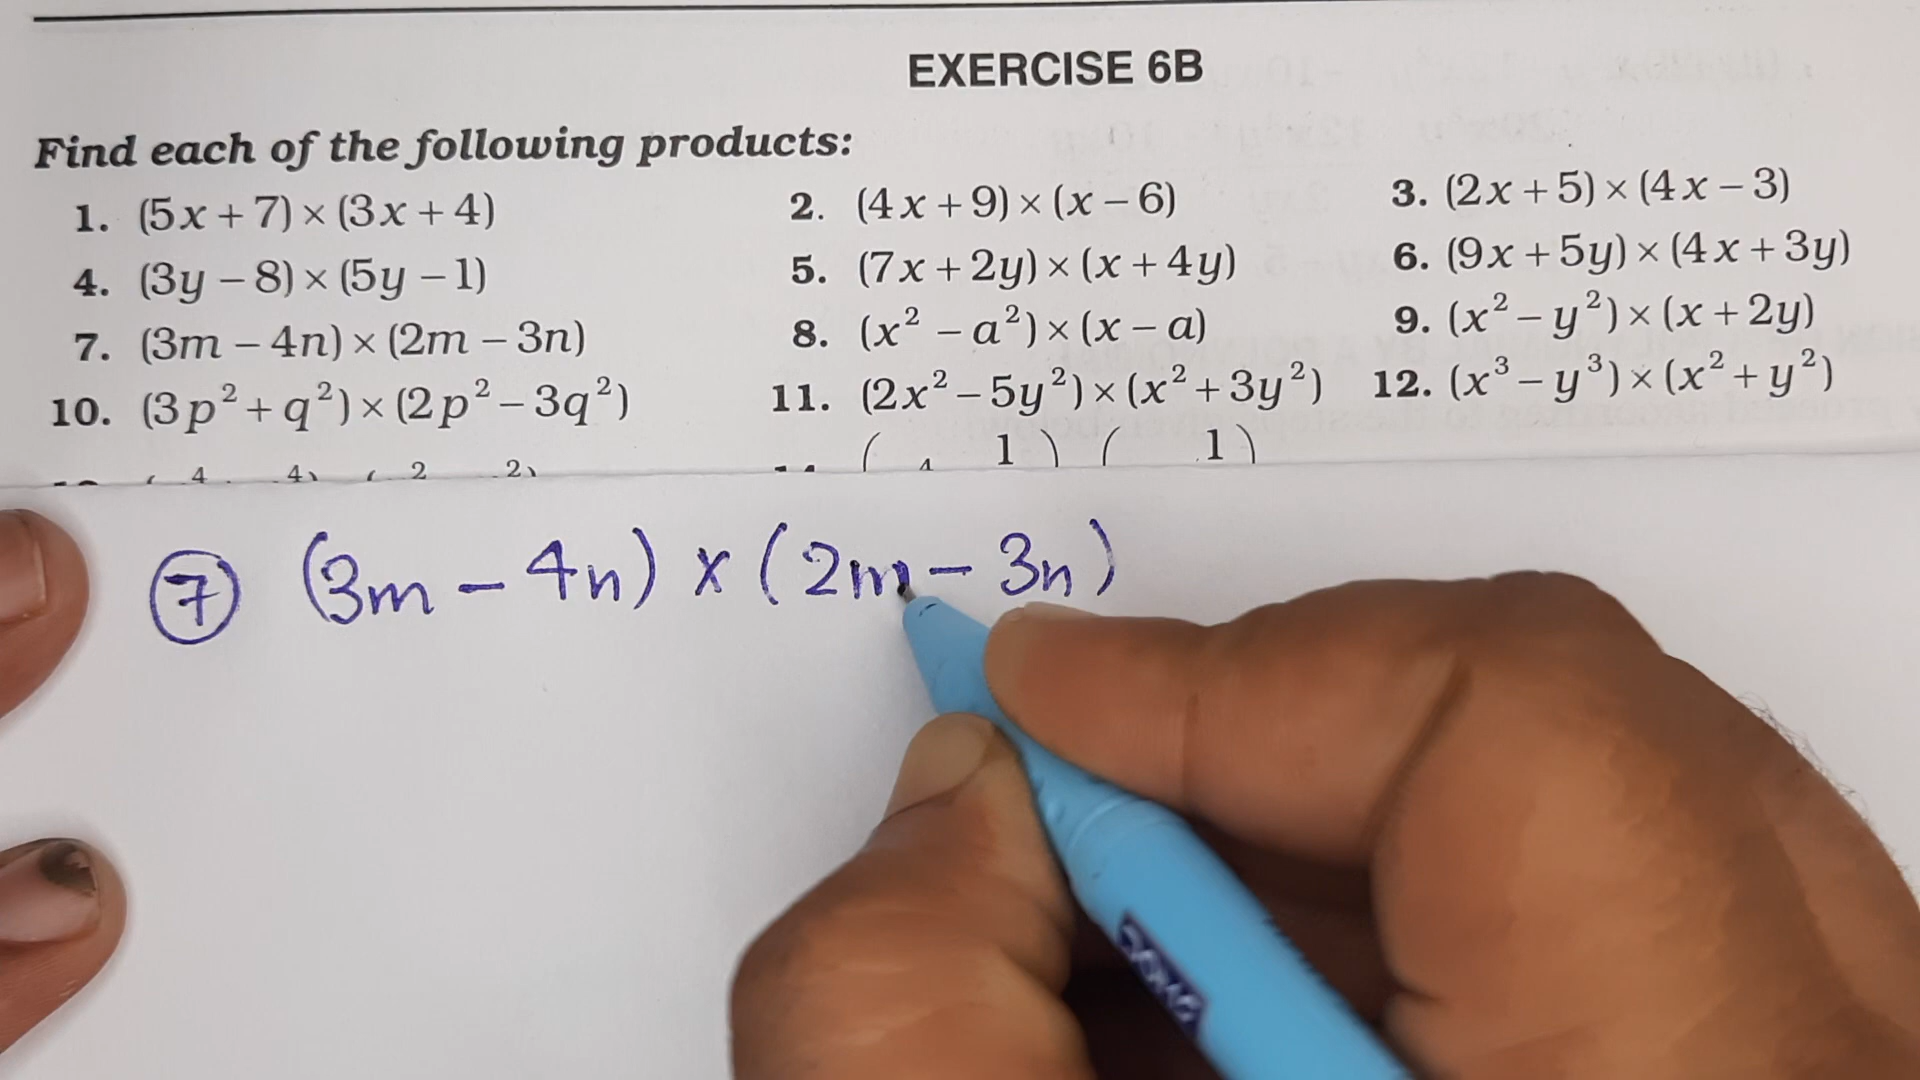 EXERCISE 6B
Find each of the following products:
1. (5x + 7) × (3x + 4) 2. (4x + 9) × (x – 6) 3. (2x + 5) × (4x – 3)
4. (3y – 8) × (5y – 1) 5. (7x + 2y) × (x + 4y) 6. (9x + 5y) × (4x + 3y)
7. (3m – 4n) × (2m – 3n) 8. (x² – a²) × (x – a) 9. (x² – y²) × (x + 2y)
10. (3p² + q²) × (2p² – 3q²) 11. (2x² – 5y²) × (x² + 3y²) 12. (x³ – y³) × (x² + y²)
7 (3m – 4n) × (2m – 3n)
DOMS